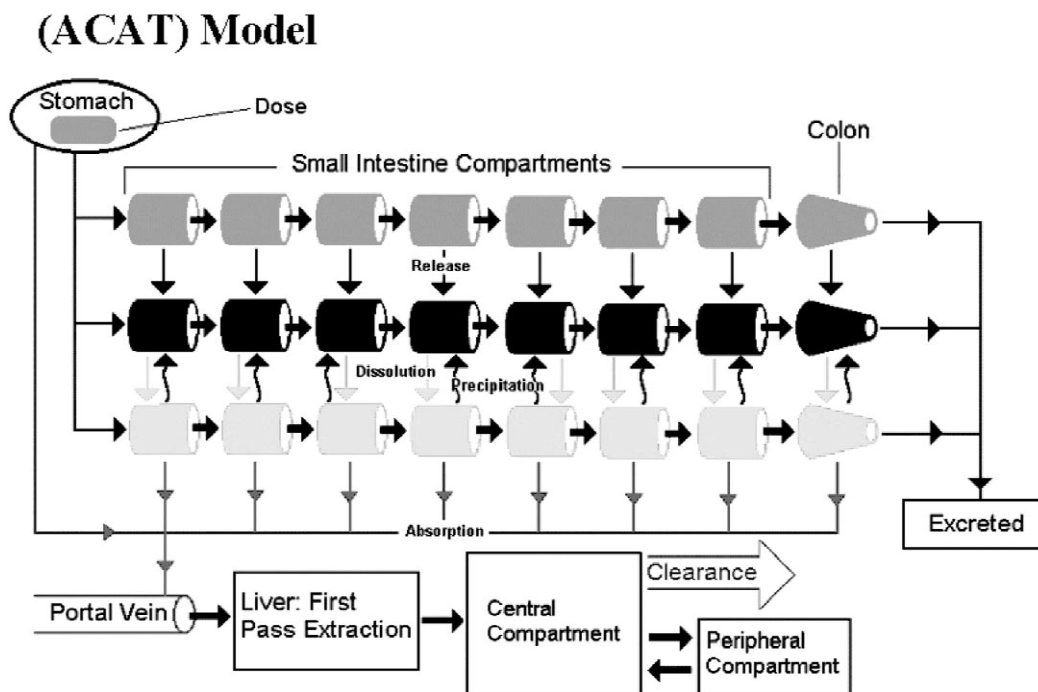 (ACAT) Model
Stomach
Dose
Colon
Small Intestine Compartments
Release
Dissolution
Precipitation
Absorption
Excreted
Portal Vein
Liver: First
Pass Extraction
Central
Compartment
Clearance
Peripheral
Compartment